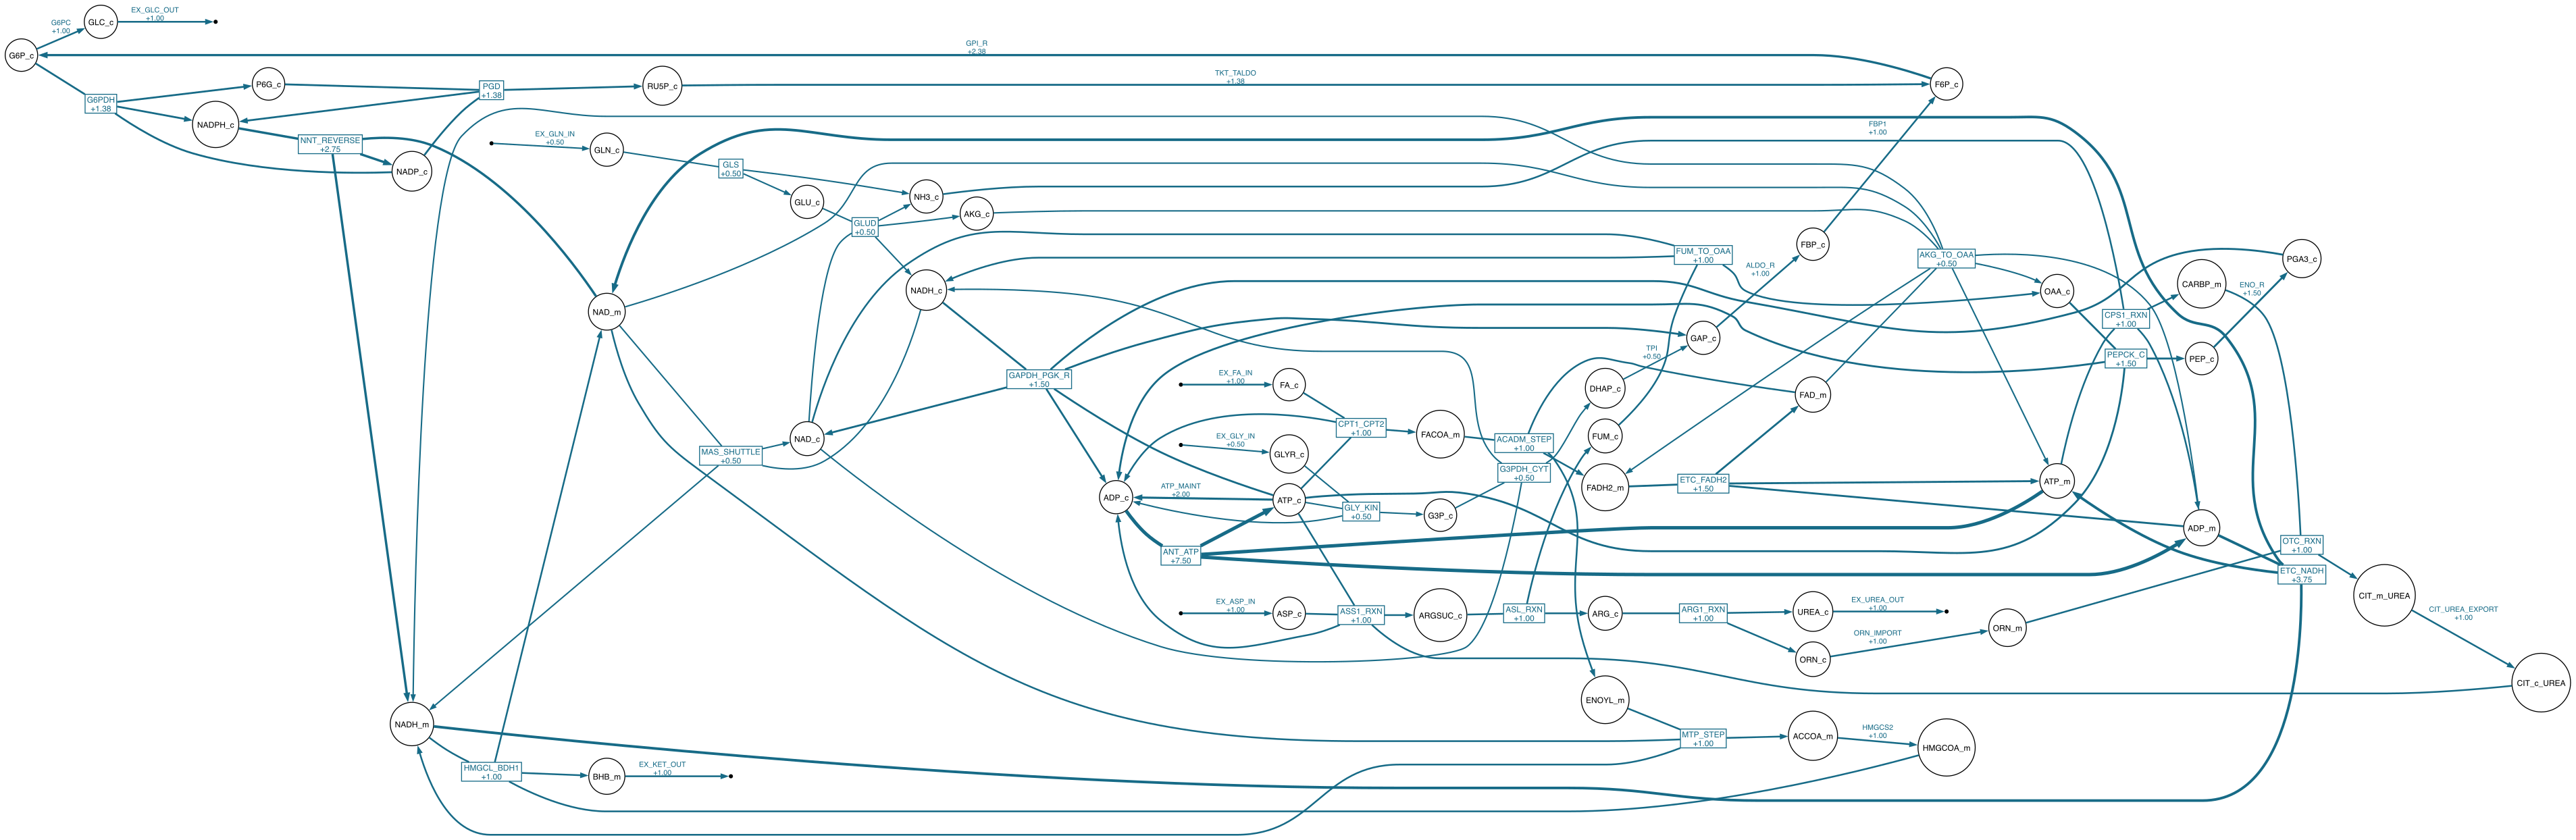 G6PC
+1.00
GLC_c
EX_GLC_OUT
+1.00
G6P_c
GPI_R
+2.38
G6PDH
+1.38
P6G_c
NADPH_c
PGD
+1.38
RU5P_c
TKT_TALDO
+1.38
F6P_c
NNT_REVERSE
+2.75
NADP_c
EX_GLN_IN
+0.50
GLN_c
GLS
+0.50
FBP1
+1.00
GLU_c
NH3_c
GLUD
+0.50
AKG_c
FBP_c
FUM_TO_OAA
+1.00
ALDO_R
+1.00
AKG_TO_OAA
+0.50
PGA3_c
NADH_c
OAA_c
CARBP_m
ENO_R
+1.50
NAD_m
CPS1_RXN
+1.00
GAP_c
TPI
+0.50
PEPCK_C
+1.50
PEP_c
GAPDH_PGK_R
+1.50
EX_FA_IN
+1.00
FA_c
DHAP_c
FAD_m
CPT1_CPT2
+1.00
FACOA_m
ACADM_STEP
+1.00
FUM_c
NAD_c
MAS_SHUTTLE
+0.50
EX_GLY_IN
+0.50
GLYR_c
G3PDH_CYT
+0.50
FADH2_m
ETC_FADH2
+1.50
ATP_m
ADP_c
ATP_MAINT
+2.00
ATP_c
GLY_KIN
+0.50
G3P_c
ADP_m
ANT_ATP
+7.50
OTC_RXN
+1.00
ETC_NADH
+3.75
CIT_m_UREA
EX_ASP_IN
+1.00
ASP_c
ASS1_RXN
+1.00
ARGSUC_c
ASL_RXN
+1.00
ARG_c
ARG1_RXN
+1.00
UREA_c
EX_UREA_OUT
+1.00
ORN_IMPORT
+1.00
ORN_m
ORN_c
CIT_UREA_EXPORT
+1.00
CIT_c_UREA
ENOYL_m
NADH_m
MTP_STEP
+1.00
ACCOA_m
HMGCS2
+1.00
HMGCOA_m
HMGCL_BDH1
+1.00
BHB_m
EX_KET_OUT
+1.00